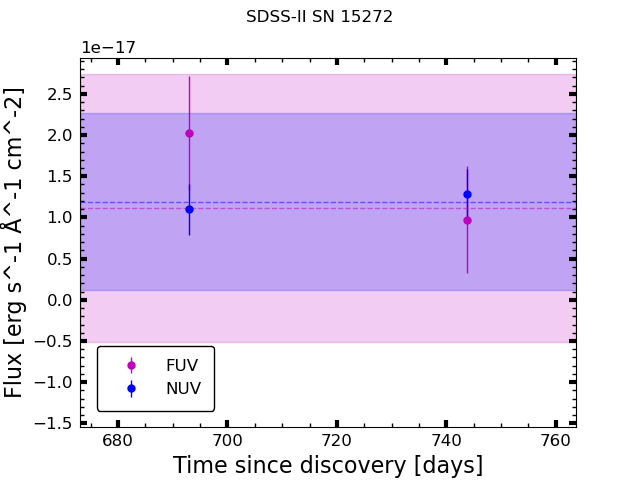 SDSS-II SN 15272
1e−17
2.5
2.0
1.5
1.0
0.5
0.0
−0.5
−1.0
−1.5
Flux [erg s^-1 Å^-1 cm^-2]
FUV
NUV
680
700
720
740
760
Time since discovery [days]